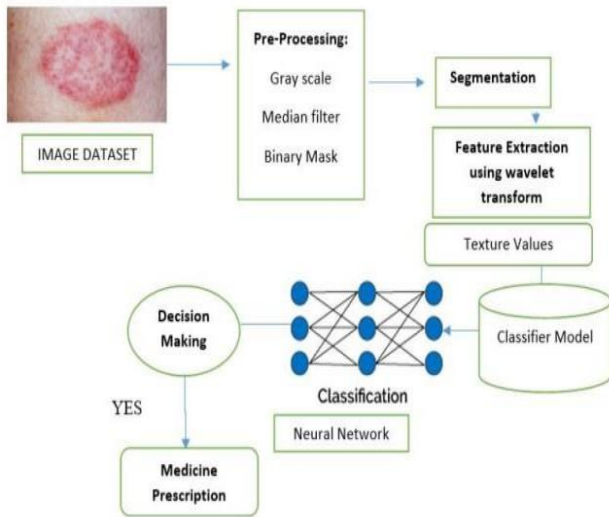 IMAGE DATASET
Pre-Processing:
Gray scale
Median filter
Binary Mask
Segmentation
Feature Extraction
using wavelet
transform
Texture Values
Classifier Model
Classification
Neural Network
Decision
Making
YES
Medicine
Prescription